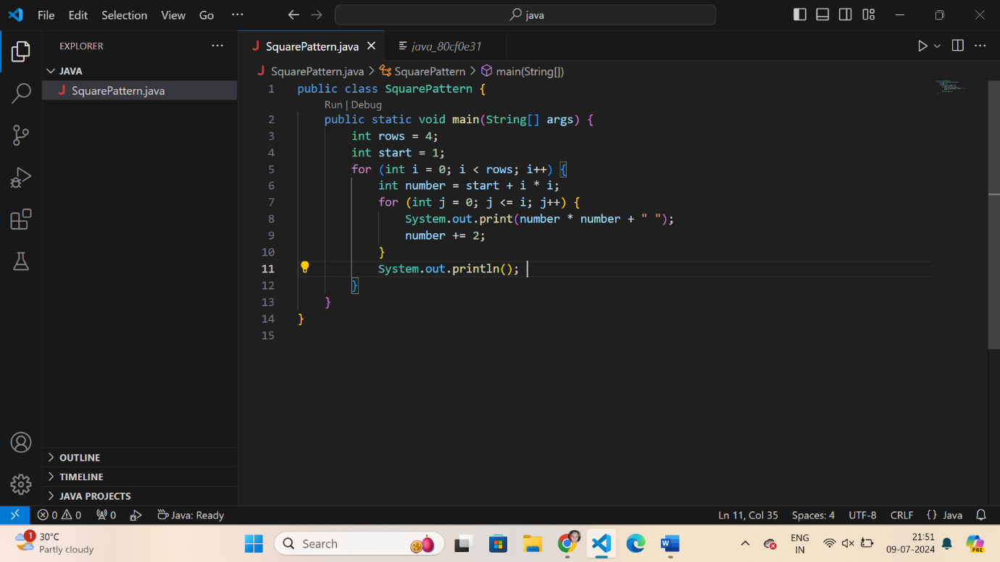 File Edit Selection View Go ··· java
EXPLORER ···
SquarePattern.java java_80cf0e31
JAVA
SquarePattern.java
SquarePattern.java > SquarePattern > main(String[])
1 public class SquarePattern {
Run | Debug
2 public static void main(String[] args) {
3 int rows = 4;
4 int start = 1;
5 for (int i = 0; i < rows; i++) {
6 int number = start + i * i;
7 for (int j = 0; j <= i; j++) {
8 System.out.print(number * number + " ");
9 number += 2;
10 }
11 System.out.println();
12 }
13 }
14 }
15
OUTLINE
TIMELINE
JAVA PROJECTS
0 0 0 Java: Ready Ln 11, Col 35 Spaces: 4 UTF-8 CRLF {} Java
1 30°C
Partly cloudy
Search
W
ENG
IN
21:51
09-07-2024
PRE